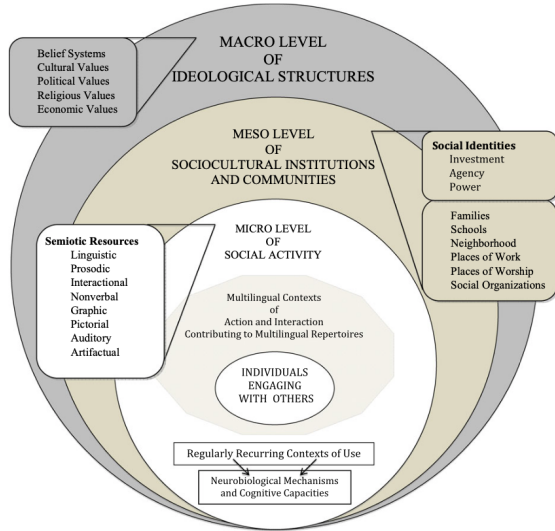 Belief Systems
Cultural Values
Political Values
Religious Values
Economic Values
MACRO LEVEL
OF
IDEOLOGICAL STRUCTURES
MESO LEVEL
OF
SOCIOCULTURAL INSTITUTIONS
AND COMMUNITIES
Social Identities
Investment
Agency
Power
Families
Schools
Neighborhood
Places of Work
Places of Worship
Social Organizations
MICRO LEVEL
OF
SOCIAL ACTIVITY
Semiotic Resources
Linguistic
Prosodic
Interactional
Nonverbal
Graphic
Pictorial
Auditory
Artifactual
Multilingual Contexts
of
Action and Interaction
Contributing to Multilingual Repertoires
INDIVIDUALS
ENGAGING
WITH OTHERS
Regularly Recurring Contexts of Use
Neurobiological Mechanisms
and Cognitive Capacities